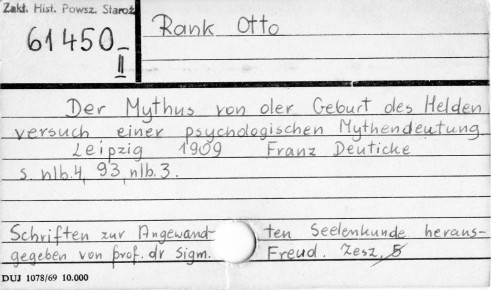 Zakł. Hist. Powsz. Staroż
61450
II
Rank Otto
Der Mythus von der Geburt des Helden
versuch einer psychologischen Mythendeutung
Leipzig 1909 Franz Deuticke
s. nlb. 4, 93, nlb. 3.
Schriften zur Angewand- ten Seelenkunde heraus-
gegeben von prof. dr Sigm. Freud. Zesz. 5
DUJ 1078/69 10.000